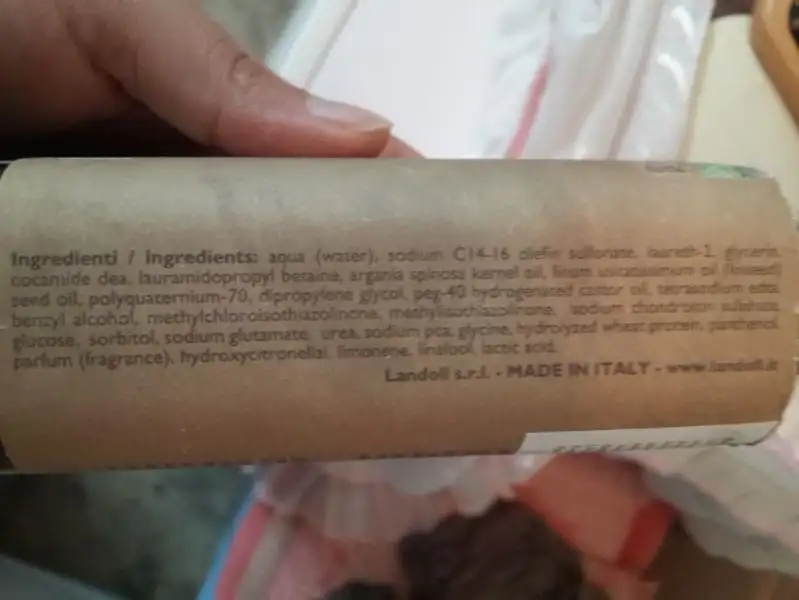 Ingredienti / Ingredients: aqua (water), sodium C14-16 olefin sulfonate, laureth-2, glycerin,
cocamide dea, lauramidopropyl betaine, argania spinosa kernel oil, linum usitatissimum oil (linseed)
seed oil, polyquaternium-70, dipropylene glycol, peg-40 hydrogenated castor oil, tetrasodium edta,
benzyl alcohol, methylchloroisothiazolinone, methylisothiazolinone, sodium chondroitin sulfate,
glucose, sorbitol, sodium glutamate, urea, sodium pca, glycine, hydrolyzed wheat protein, panthenol,
parfum (fragrance), hydroxycitronellal, limonene, linalool, lactic acid.
Landoll s.r.l. - MADE IN ITALY - www.landoll.it